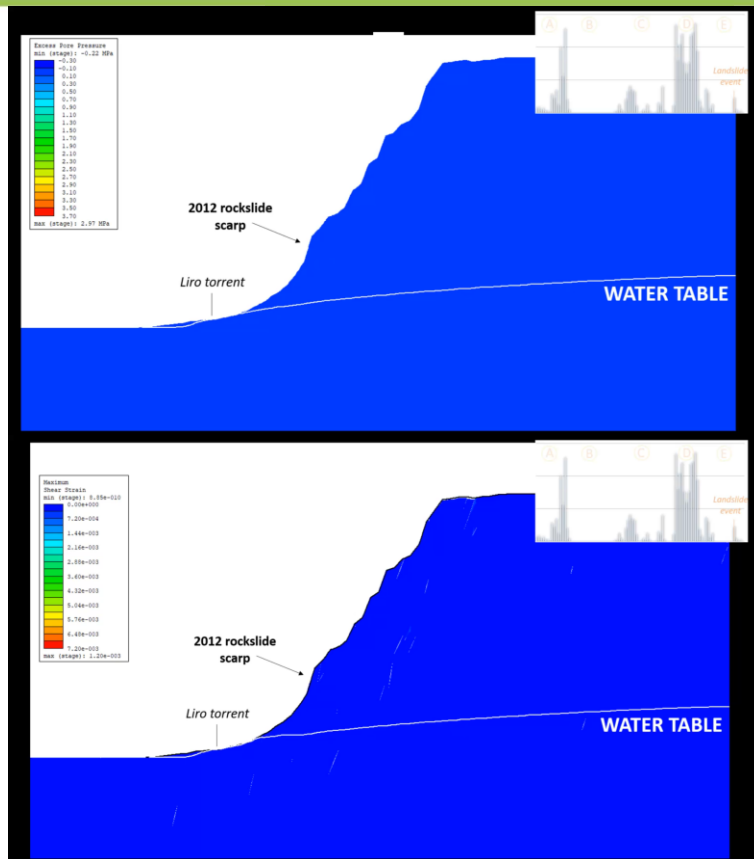 Excess Pore Pressure
min (stage): -0.22 MPa
-0.30
-0.10
0.10
0.30
0.50
0.70
0.90
1.10
1.30
1.50
1.70
1.90
2.10
2.30
2.50
2.70
2.90
3.10
3.30
3.50
3.70
max (stage): 2.97 MPa
A B C D E
Landslide
event
2012 rockslide
scarp
Liro torrent
WATER TABLE
Maximum
Shear Strain
0.00e+000
7.20e-004
1.44e-003
2.16e-003
2.88e-003
3.60e-003
4.32e-003
5.04e-003
5.76e-003
6.48e-003
7.20e-003
max (stage): 1.20e-003
A B C D E
Landslide
event
2012 rockslide
scarp
Liro torrent
WATER TABLE